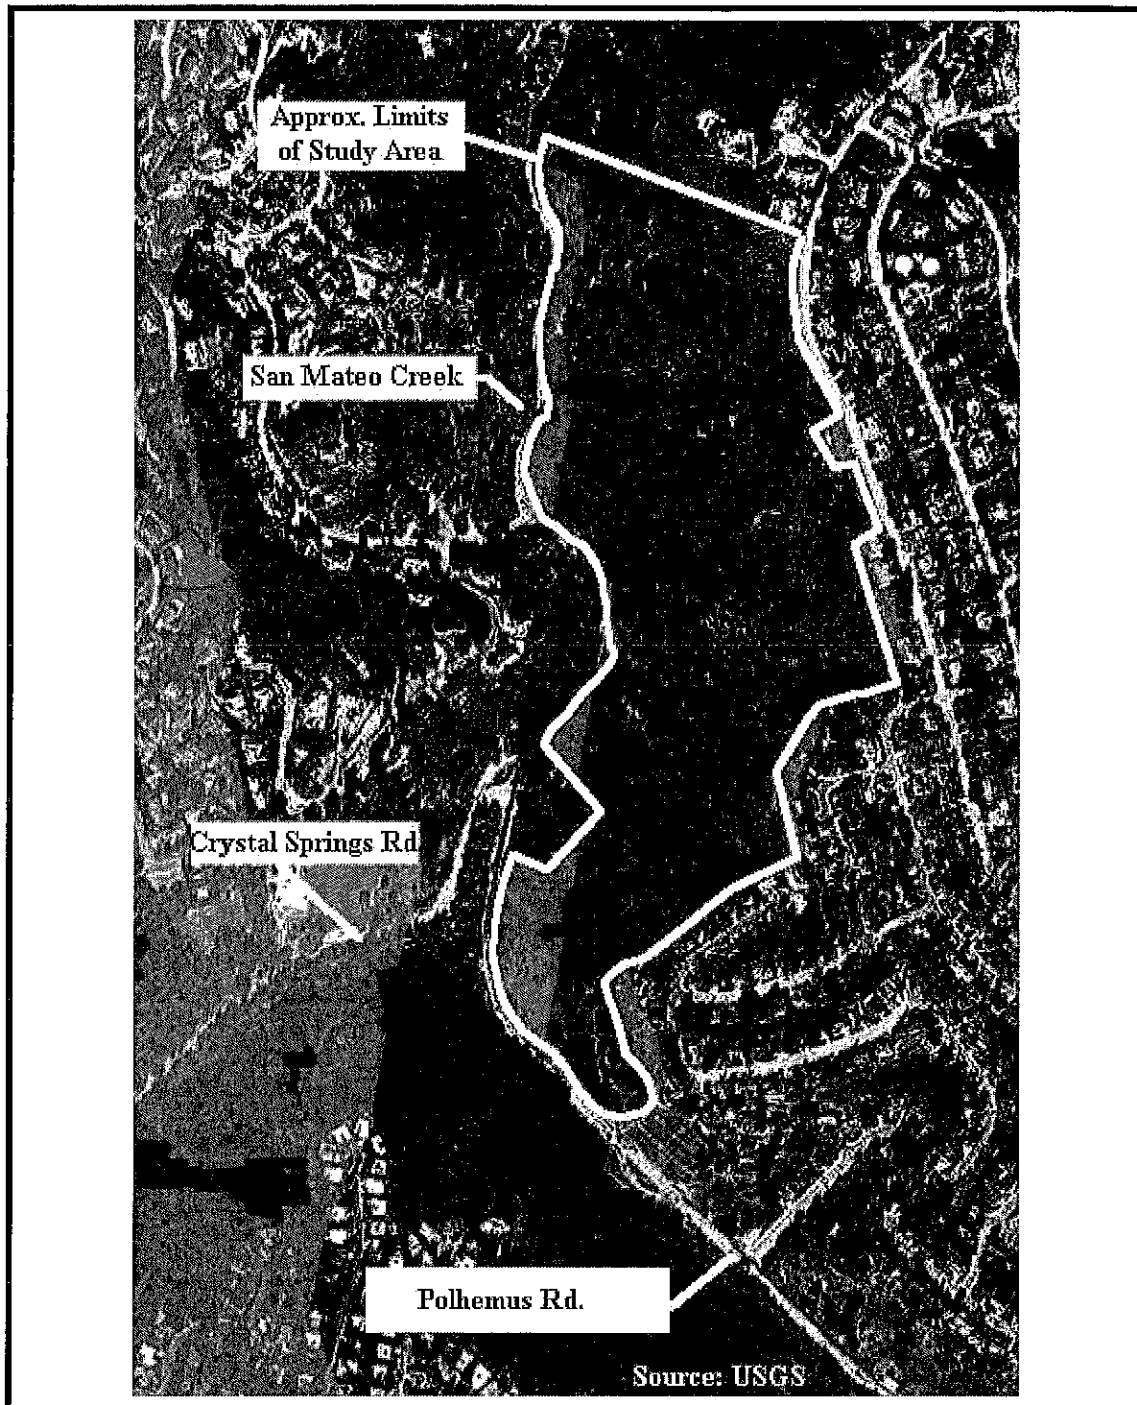 Approx. Limits
of Study Area
San Mateo Creek
Crystal Springs Rd
Polhemus Rd.
Source: USGS